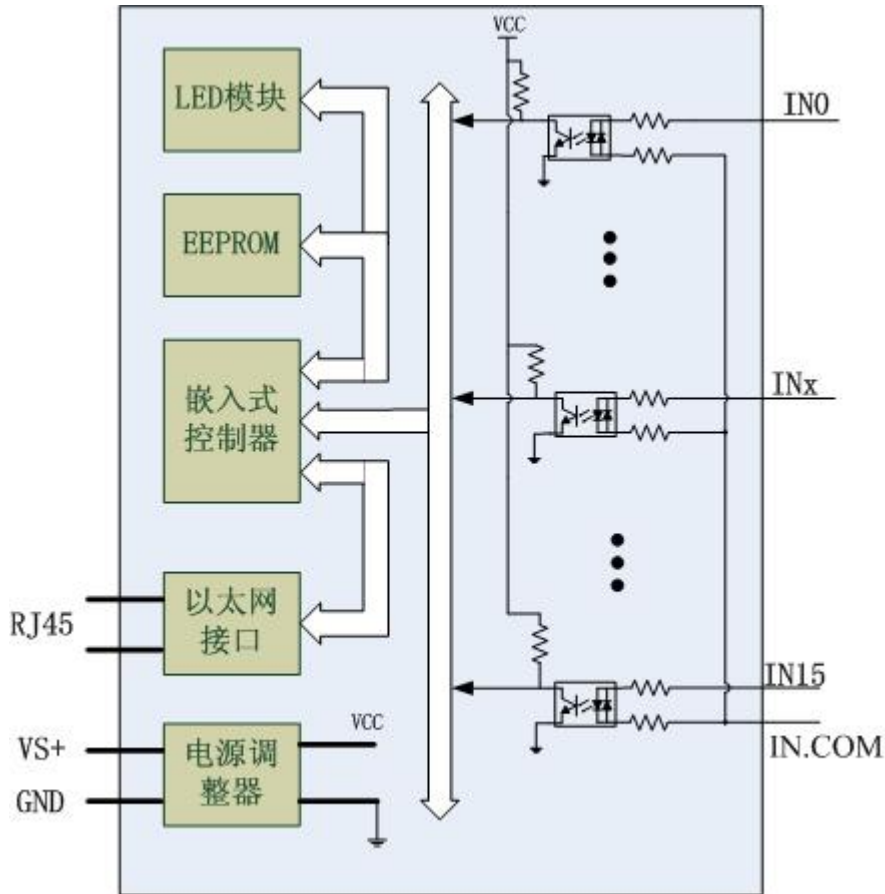 LED模块
EEPROM
嵌入式
控制器
以太网
接口
RJ45
电源调
整器
VS+
GND
VCC
VCC
IN0
INx
IN15
IN.COM